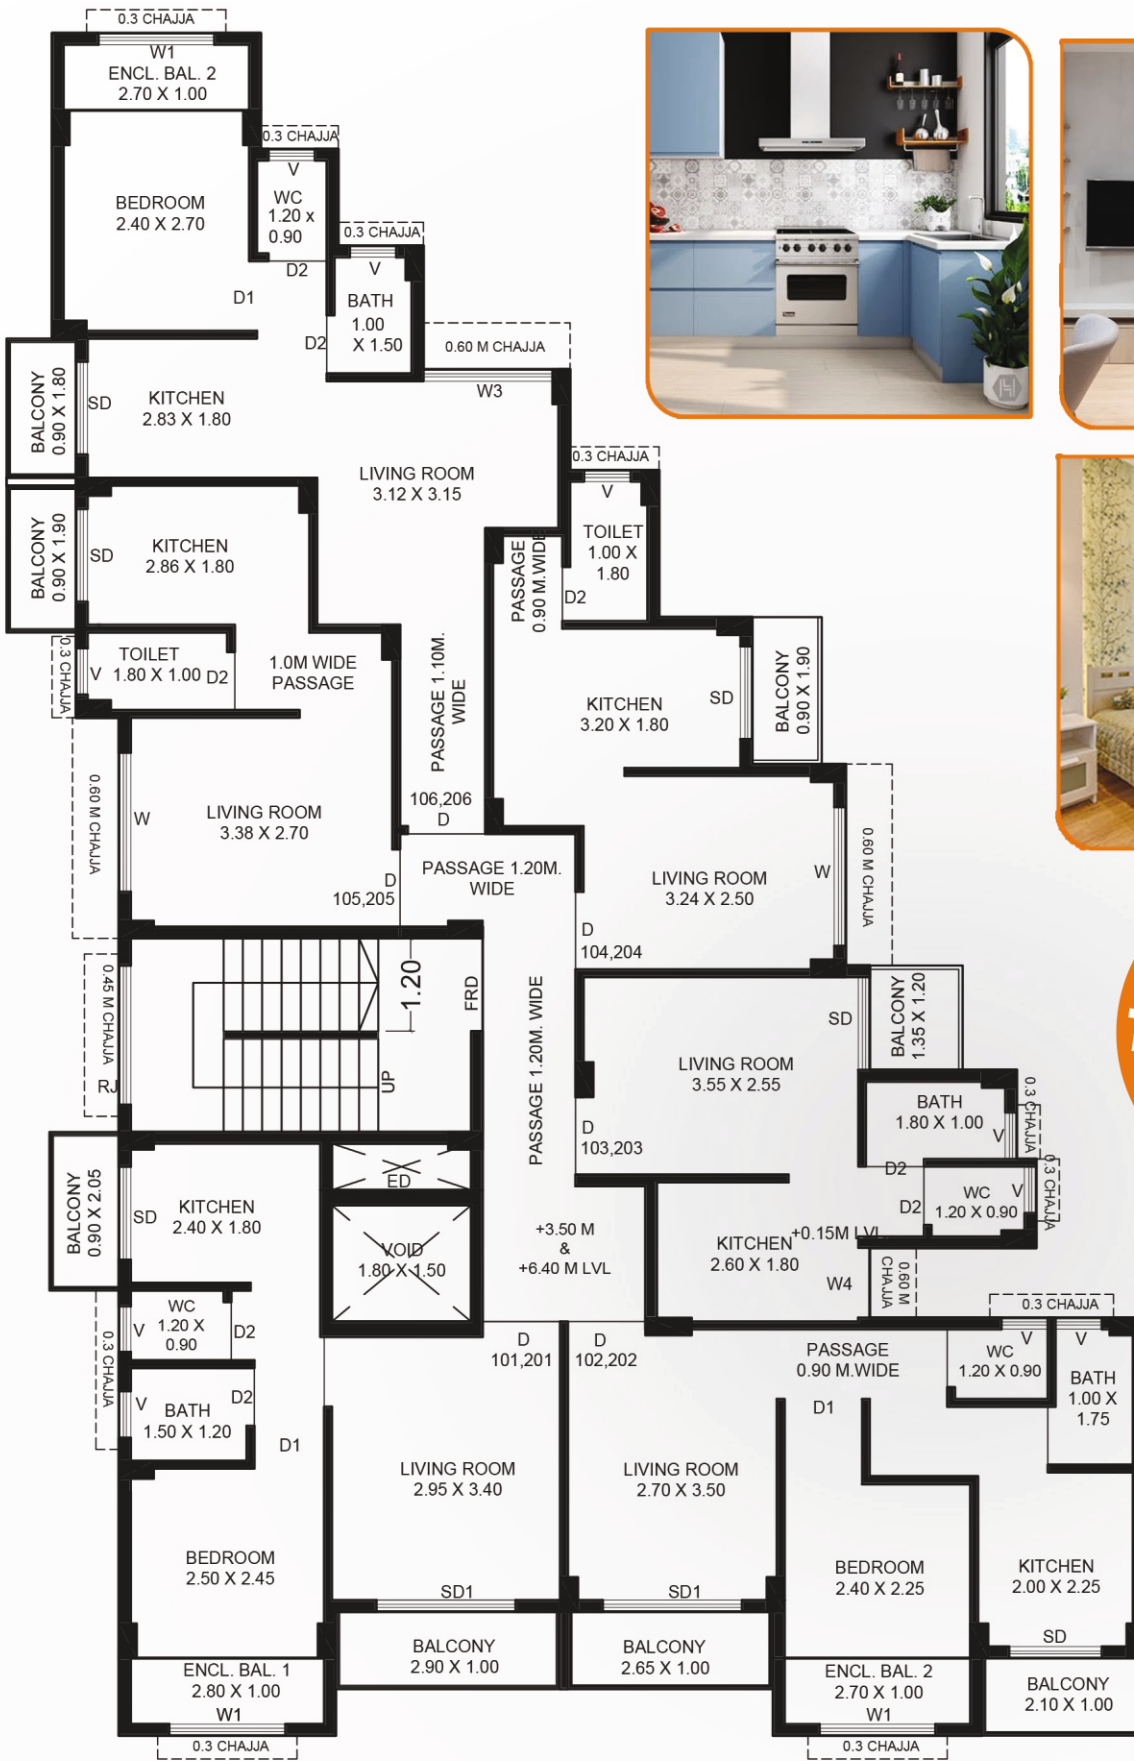 0.3 CHAJJA
W1
ENCL. BAL. 2
2.70 X 1.00
BEDROOM
2.40 X 2.70
D1
0.3 CHAJJA
V
WC
1.20 x
0.90
D2
0.3 CHAJJA
V
BATH
1.00
X 1.50
D2
0.60 M CHAJJA
W3
BALCONY
0.90 X 1.80
SD
KITCHEN
2.83 X 1.80
LIVING ROOM
3.12 X 3.15
BALCONY
0.90 X 1.90
SD
KITCHEN
2.86 X 1.80
0.3 CHAJJA
V
TOILET
1.00 X
1.80
D2
PASSAGE
0.90 M.WIDE
0.3 CHAJJA
V
TOILET
1.80 X 1.00
D2
1.0M WIDE
PASSAGE
PASSAGE 1.10M.
WIDE
KITCHEN
3.20 X 1.80
SD
BALCONY
0.90 X 1.90
0.60 M CHAJJA
W
LIVING ROOM
3.38 X 2.70
106,206
D
D
105,205
PASSAGE 1.20M.
WIDE
LIVING ROOM
3.24 X 2.50
W
0.60 M CHAJJA
D
104,204
0.45 M CHAJJA
RJ
1.20
UP
FRD
PASSAGE 1.20M. WIDE
SD
BALCONY
1.35 X 1.20
LIVING ROOM
3.55 X 2.55
D
103,203
BATH
1.80 X 1.00
V
0.3 CHAJJA
D2
D2
WC
1.20 X 0.90
V
0.3 CHAJJA
BALCONY
0.90 X 2.05
SD
KITCHEN
2.40 X 1.80
ED
VOID
1.80 X 1.50
+3.50 M
&
+6.40 M LVL
KITCHEN
2.60 X 1.80
+0.15M LVL.
W4
0.60 M
CHAJJA
0.3 CHAJJA
0.3 CHAJJA
V
WC
1.20 X
0.90
D2
V
BATH
1.50 X 1.20
D2
D1
D
101,201
D
102,202
PASSAGE
0.90 M.WIDE
D1
V
WC
1.20 X 0.90
V
BATH
1.00 X
1.75
LIVING ROOM
2.95 X 3.40
LIVING ROOM
2.70 X 3.50
BEDROOM
2.50 X 2.45
BEDROOM
2.40 X 2.25
KITCHEN
2.00 X 2.25
SD1
SD1
SD
ENCL. BAL. 1
2.80 X 1.00
W1
0.3 CHAJJA
BALCONY
2.90 X 1.00
BALCONY
2.65 X 1.00
ENCL. BAL. 2
2.70 X 1.00
W1
0.3 CHAJJA
BALCONY
2.10 X 1.00